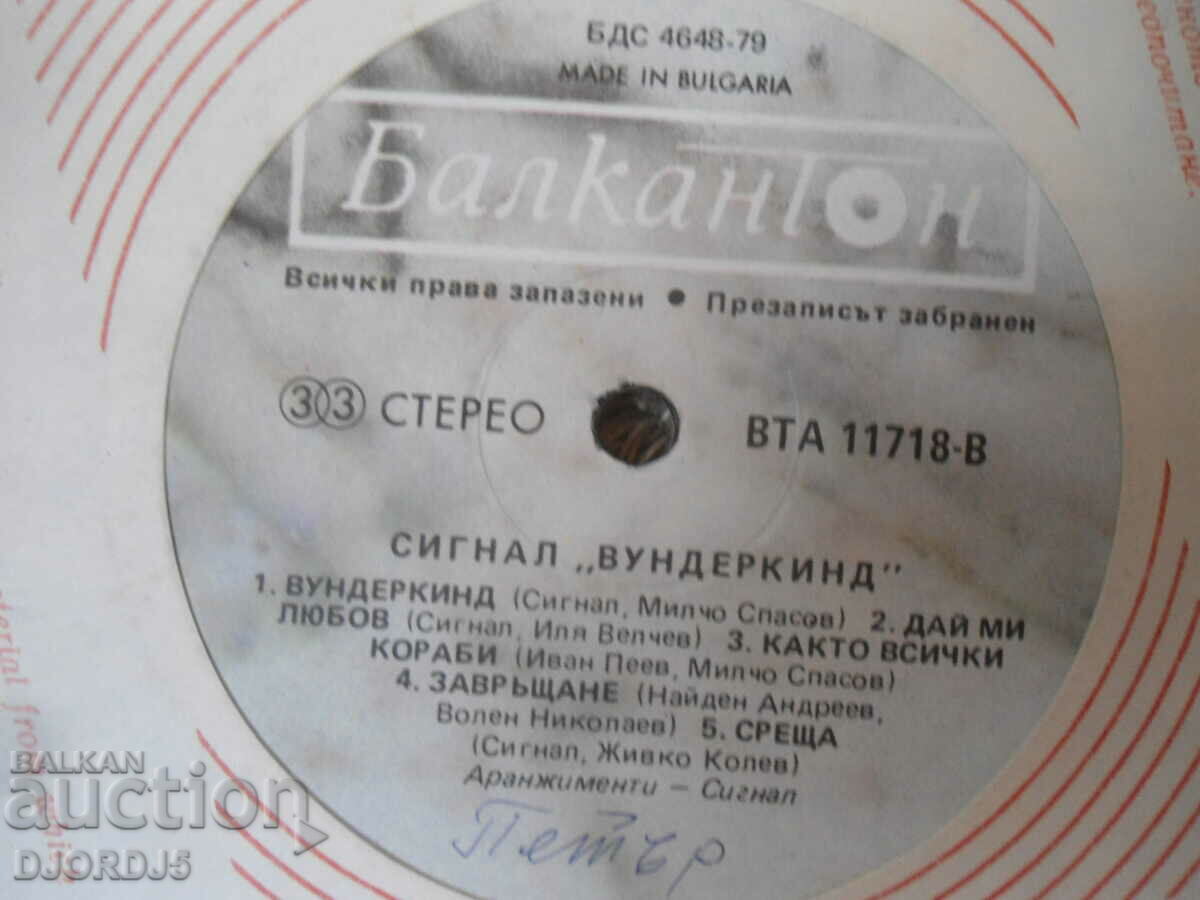 БДС 4648-79
MADE IN BULGARIA
Балкантон
Всички права запазени • Презаписът забранен
33 СТЕРЕО
ВТА 11718-В
СИГНАЛ „ВУНДЕРКИНД"
1. ВУНДЕРКИНД (Сигнал, Милчо Спасов) 2. ДАЙ МИ
ЛЮБОВ (Сигнал, Иля Велчев) 3. КАКТО ВСИЧКИ
КОРАБИ (Иван Пеев, Милчо Спасов)
4. ЗАВРЪЩАНЕ (Найден Андреев,
Волен Николаев) 5. СРЕЩА
(Сигнал, Живко Колев)
Аранжименти — Сигнал
Петър
terial from
BALKAN
auction
DJORDJ5